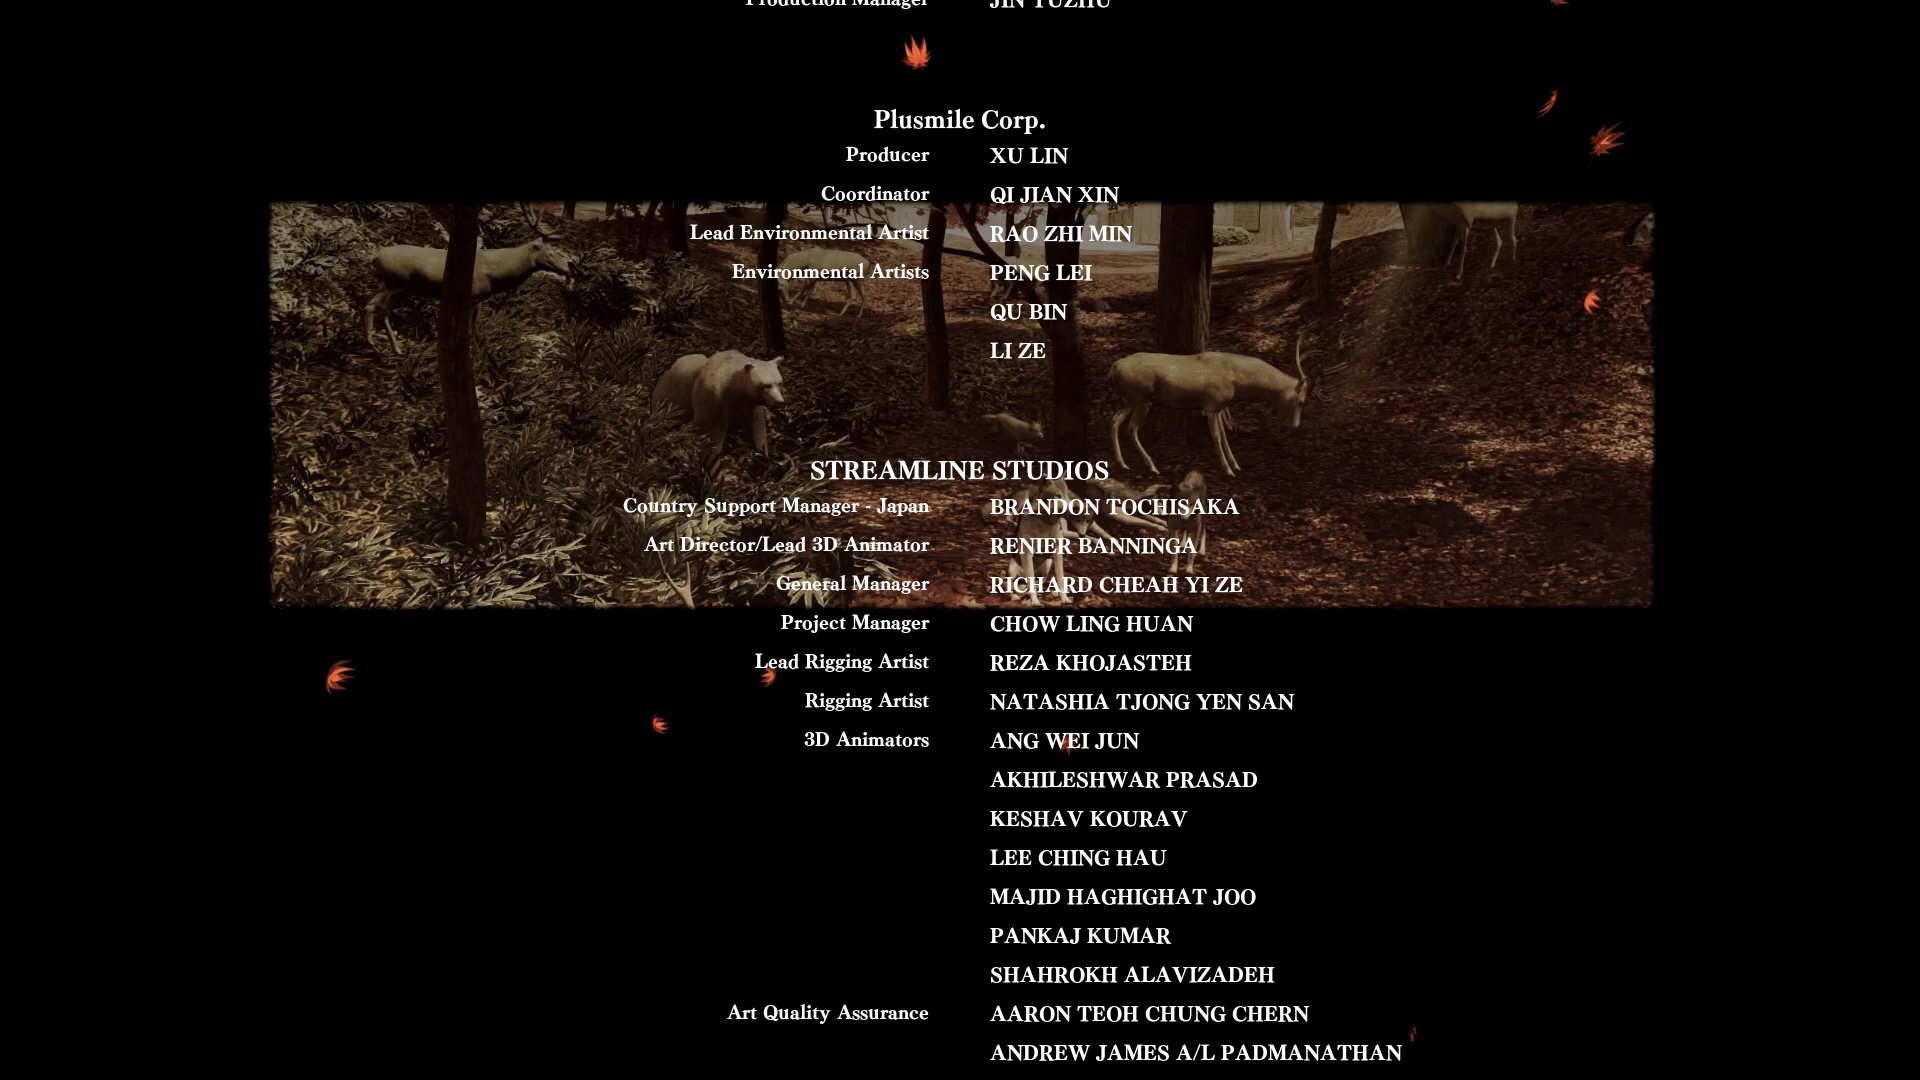 Production Manager JIN YUZHU
Plusmile Corp.
Producer XU LIN
Coordinator QI JIAN XIN
Lead Environmental Artist RAO ZHI MIN
Environmental Artists PENG LEI
QU BIN
LI ZE
STREAMLINE STUDIOS
Country Support Manager - Japan BRANDON TOCHISAKA
Art Director/Lead 3D Animator RENIER BANNINGA
General Manager RICHARD CHEAH YI ZE
Project Manager CHOW LING HUAN
Lead Rigging Artist REZA KHOJASTEH
Rigging Artist NATASHIA TJONG YEN SAN
3D Animators ANG WEI JUN
AKHILESHWAR PRASAD
KESHAV KOURAV
LEE CHING HAU
MAJID HAGHIGHAT JOO
PANKAJ KUMAR
SHAHROKH ALAVIZADEH
Art Quality Assurance AARON TEOH CHUNG CHERN
ANDREW JAMES A/L PADMANATHAN